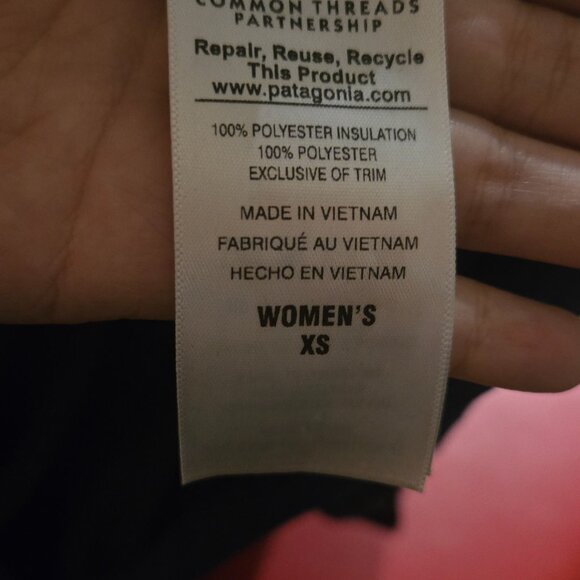 COMMON THREADS
PARTNERSHIP
Repair, Reuse, Recycle
This Product
www.patagonia.com
100% POLYESTER INSULATION
100% POLYESTER
EXCLUSIVE OF TRIM
MADE IN VIETNAM
FABRIQUÉ AU VIETNAM
HECHO EN VIETNAM
WOMEN'S
XS